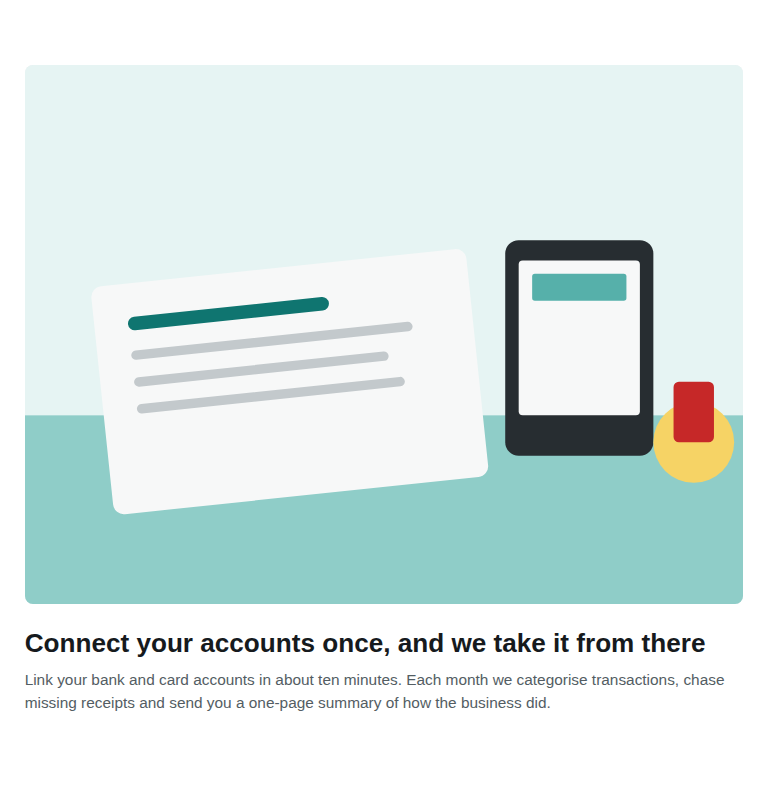 Connect your accounts once, and we take it from there
Link your bank and card accounts in about ten minutes. Each month we categorise transactions, chase
missing receipts and send you a one-page summary of how the business did.